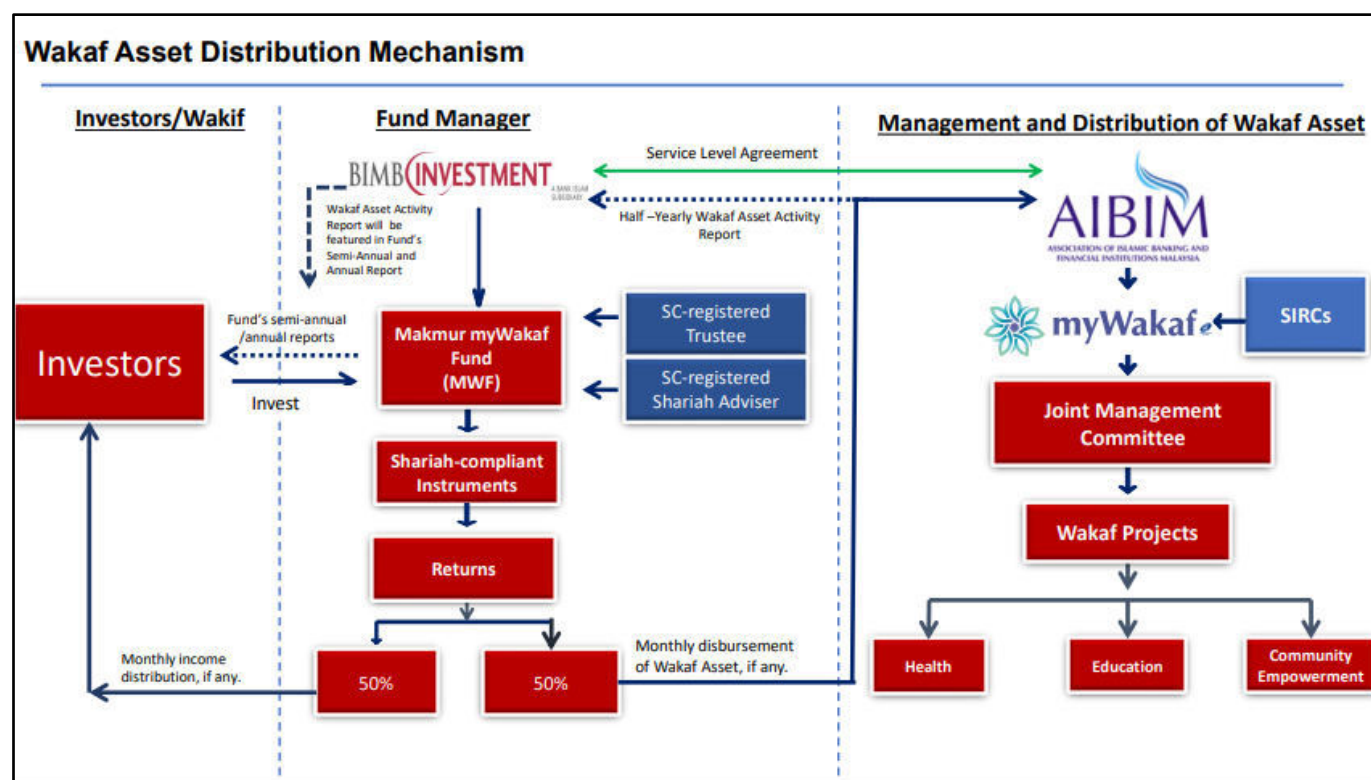 Wakaf Asset Distribution Mechanism
Investors/Wakif
Fund Manager
Management and Distribution of Wakaf Asset
BIMB INVESTMENT
A BANK ISLAM
SUBSIDIARY
Service Level Agreement
Half –Yearly Wakaf Asset Activity
Report
AIBIM
ASSOCIATION OF ISLAMIC BANKING AND
FINANCIAL INSTITUTIONS MALAYSIA
Wakaf Asset Activity
Report will be
featured in Fund's
Semi-Annual and
Annual Report
Investors
Fund's semi-annual
/annual reports
Invest
Makmur myWakaf
Fund
(MWF)
SC-registered
Trustee
SC-registered
Shariah Adviser
myWakaf e
SIRCs
Joint Management
Committee
Shariah-compliant
Instruments
Wakaf Projects
Returns
Monthly income
distribution, if any.
50%
50%
Monthly disbursement
of Wakaf Asset, if any.
Health
Education
Community
Empowerment